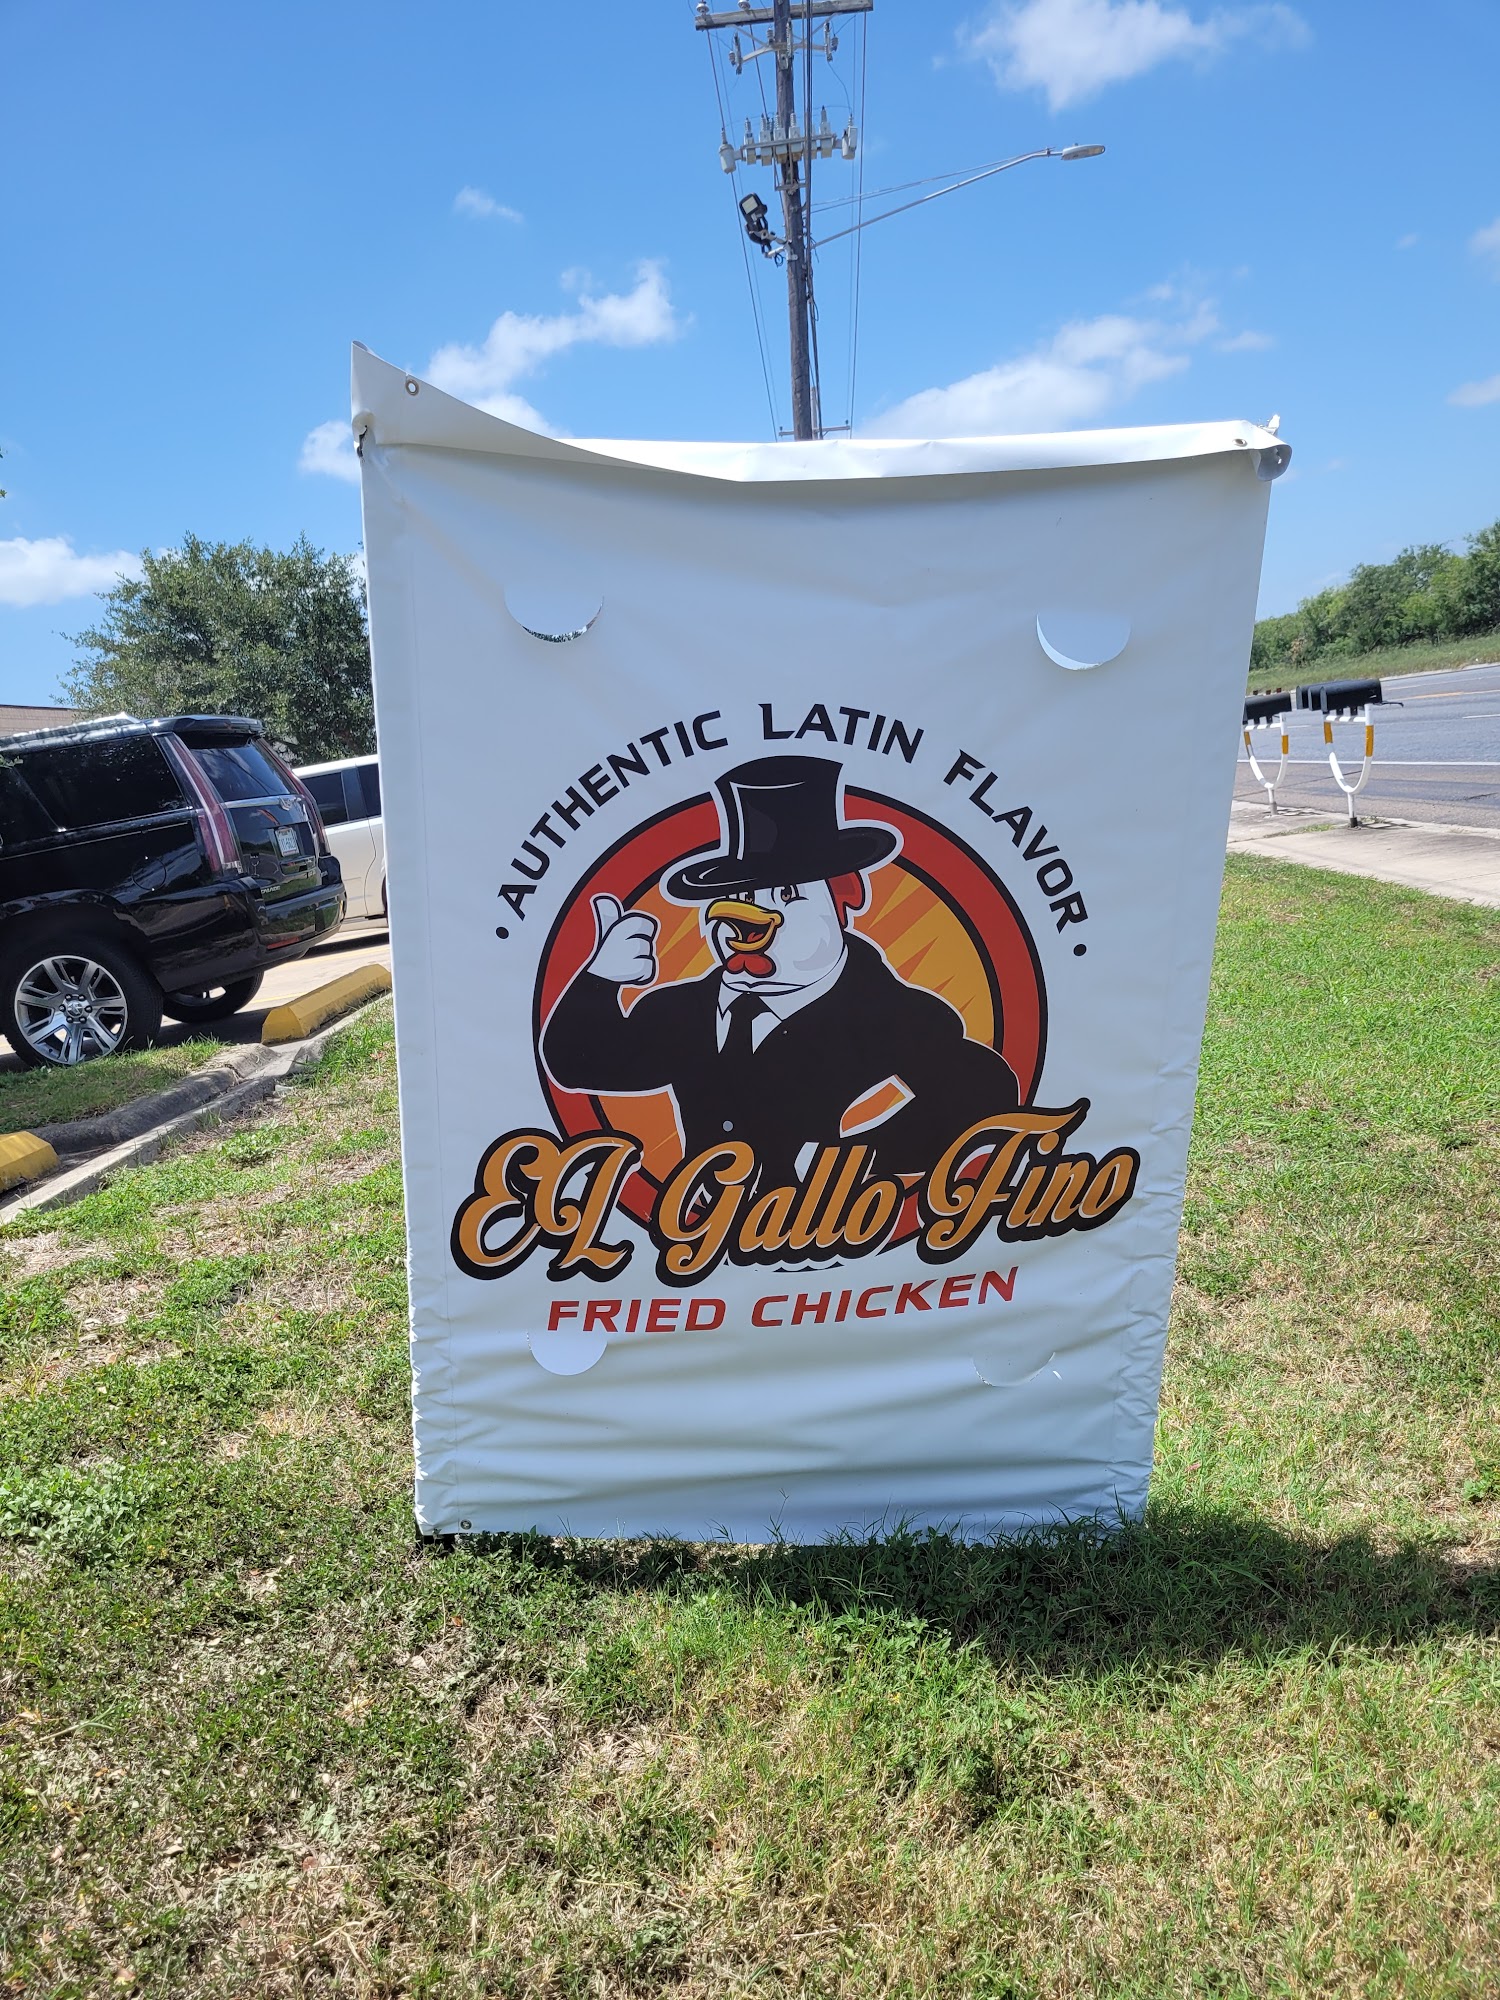 • AUTHENTIC LATIN FLAVOR •
EL Gallo Fino
FRIED CHICKEN